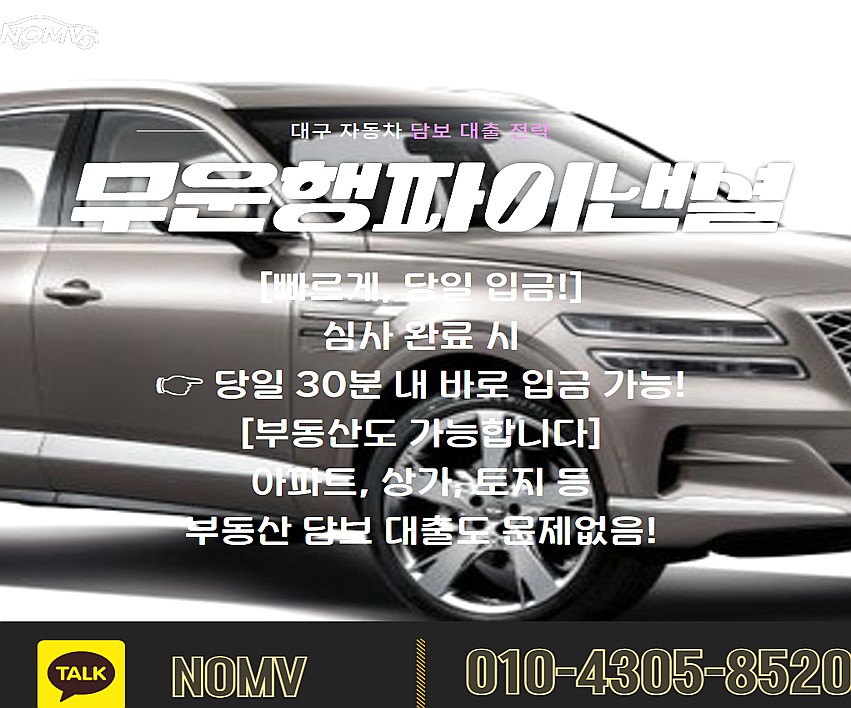 NOMV
대구 자동차 담보 대출 전략
무운행파이낸셜
[빠르게, 당일 입금!]
심사 완료 시
👉 당일 30분 내 바로 입금 가능!
[부동산도 가능합니다]
아파트, 상가, 토지 등
부동산 담보 대출도 문제없음!
TALK
NOMV
010-4305-8520